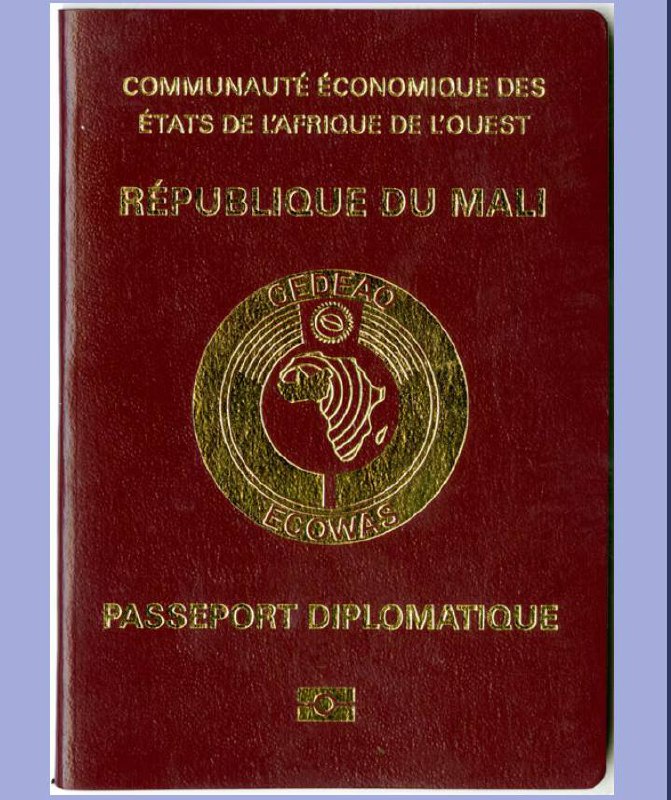 COMMUNAUTÉ ÉCONOMIQUE DES
ÉTATS DE L'AFRIQUE DE L'OUEST
RÉPUBLIQUE DU MALI
CEDEAO
ECOWAS
PASSEPORT DIPLOMATIQUE